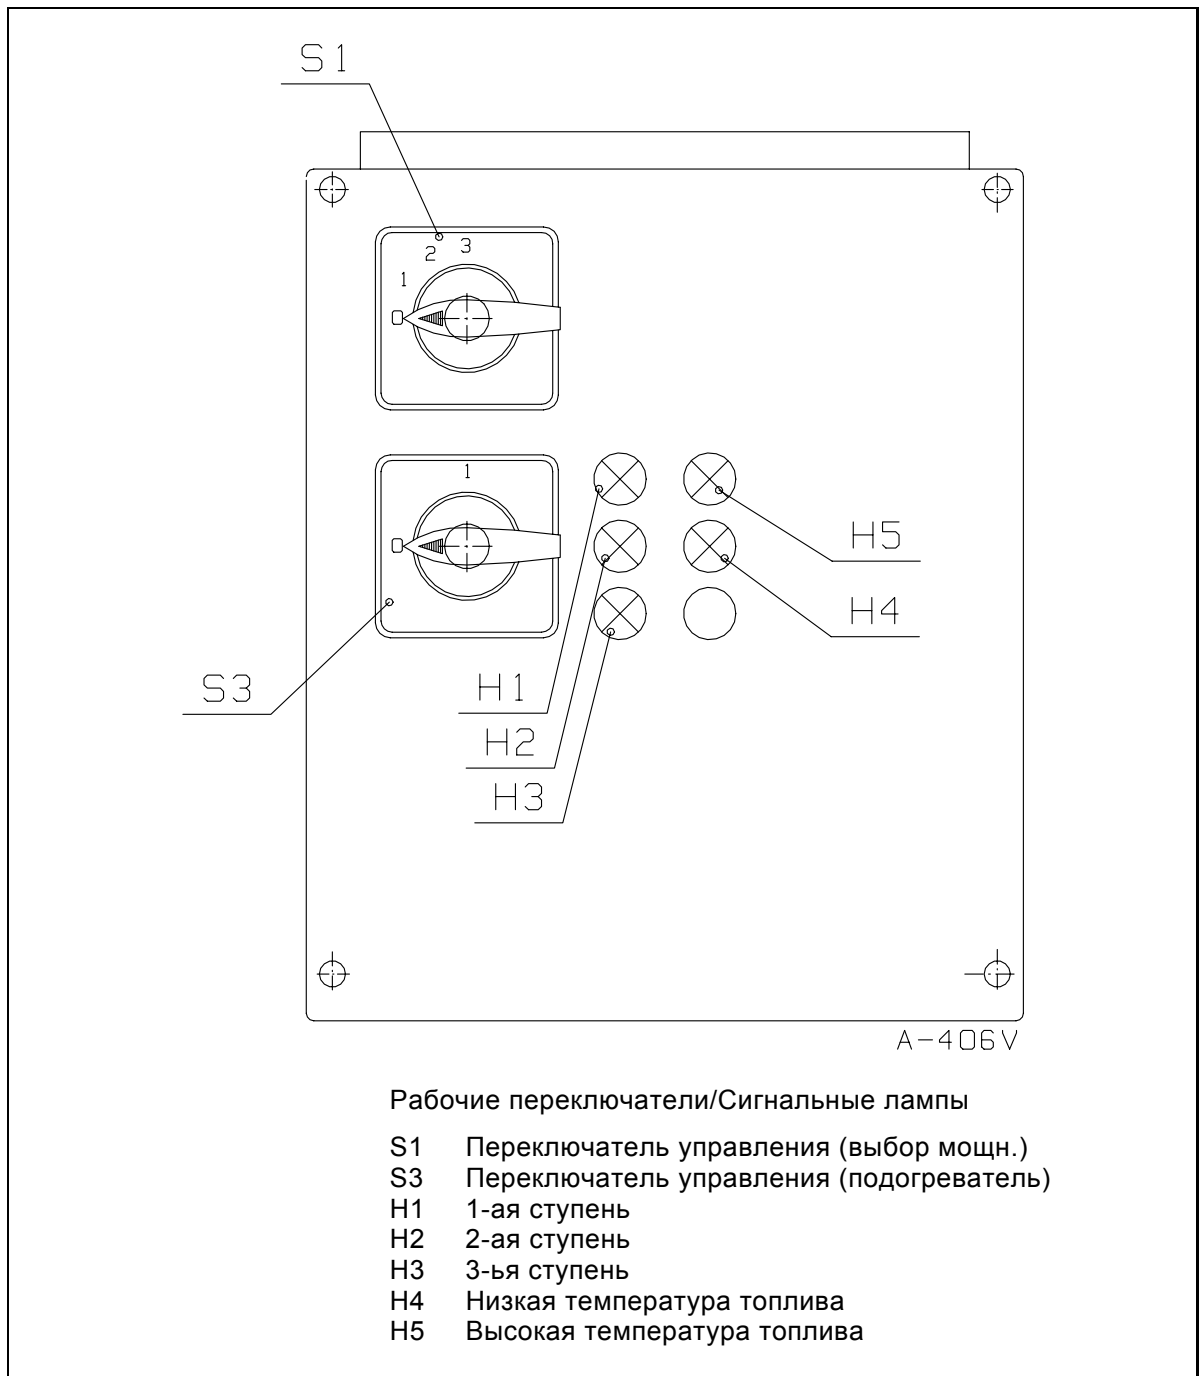 S1
2 3
1
0
1
0
H5
H4
S3
H1
H2
H3
A-406V
Рабочие переключатели/Сигнальные лампы
S1 Переключатель управления (выбор мощн.)
S3 Переключатель управления (подогреватель)
H1 1-ая ступень
H2 2-ая ступень
H3 3-ья ступень
H4 Низкая температура топлива
H5 Высокая температура топлива